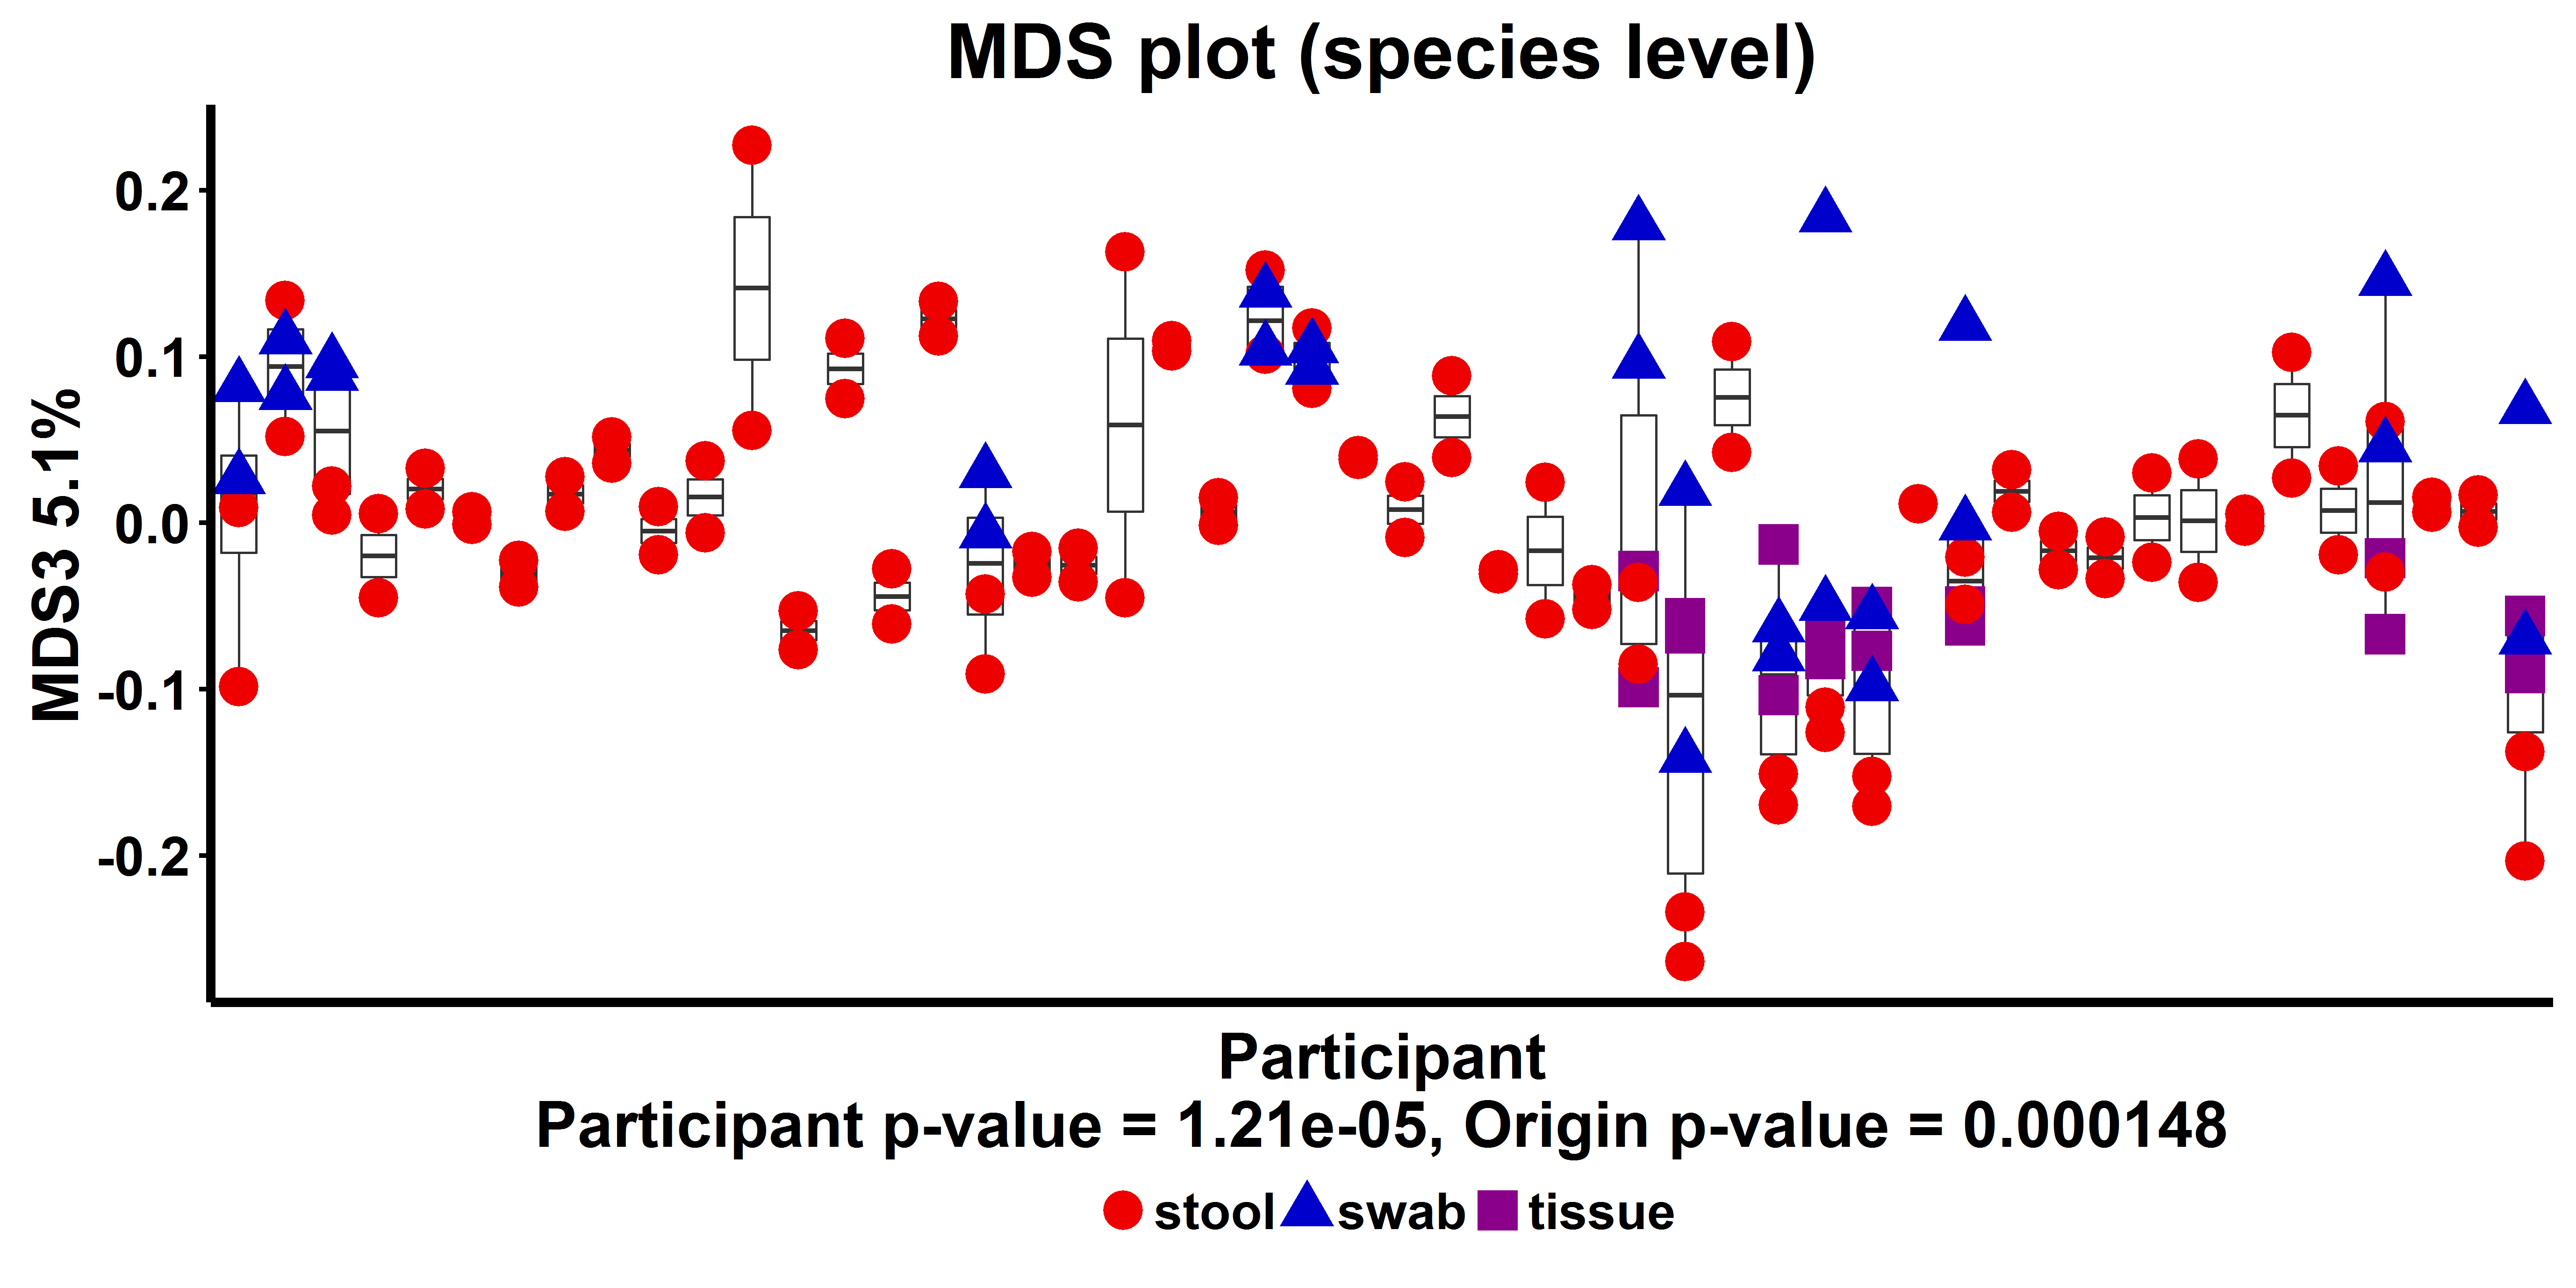 MDS plot (species level)
MDS3 5.1%
0.2
0.1
0.0
-0.1
-0.2
Participant
Participant p-value = 1.21e-05, Origin p-value = 0.000148
stool swab tissue